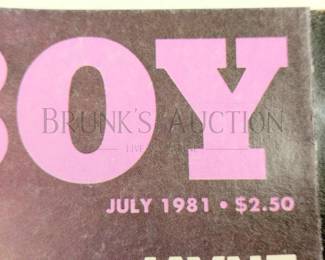 BOY
BRUNK'S AUCTION
JULY 1981 • $2.50